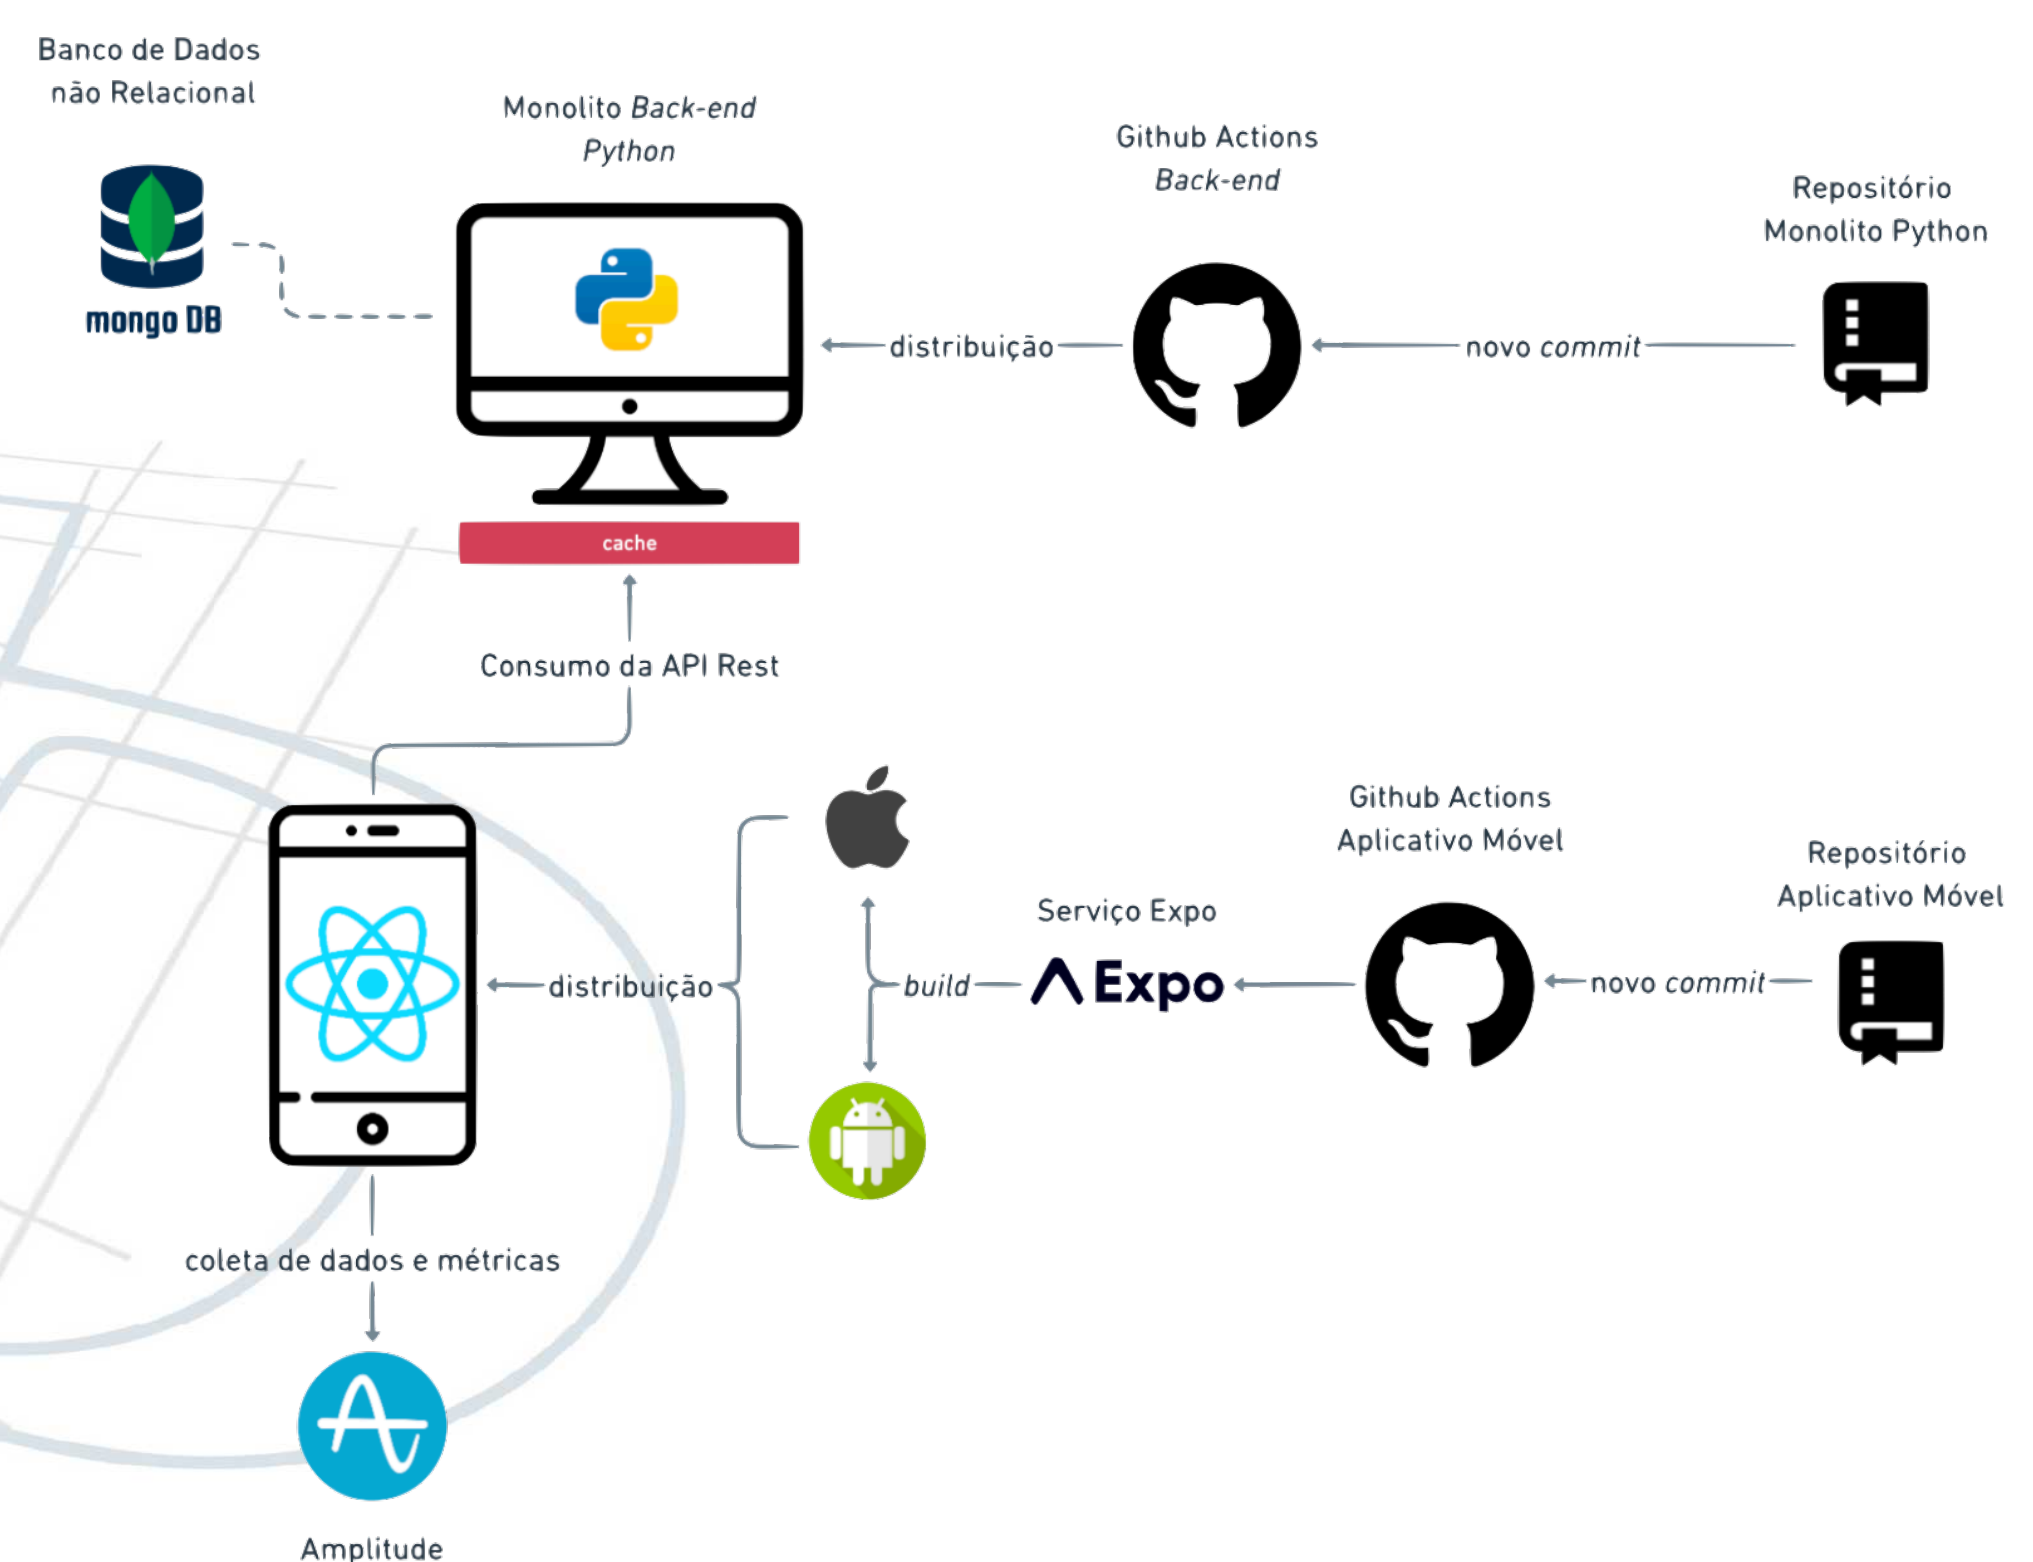 Banco de Dados
não Relacional
mongo DB
Monolito Back-end
Python
Github Actions
Back-end
Repositório
Monolito Python
distribuição
novo commit
cache
Consumo da API Rest
Github Actions
Aplicativo Móvel
Repositório
Aplicativo Móvel
Serviço Expo
Expo
distribuição
build
novo commit
coleta de dados e métricas
Amplitude